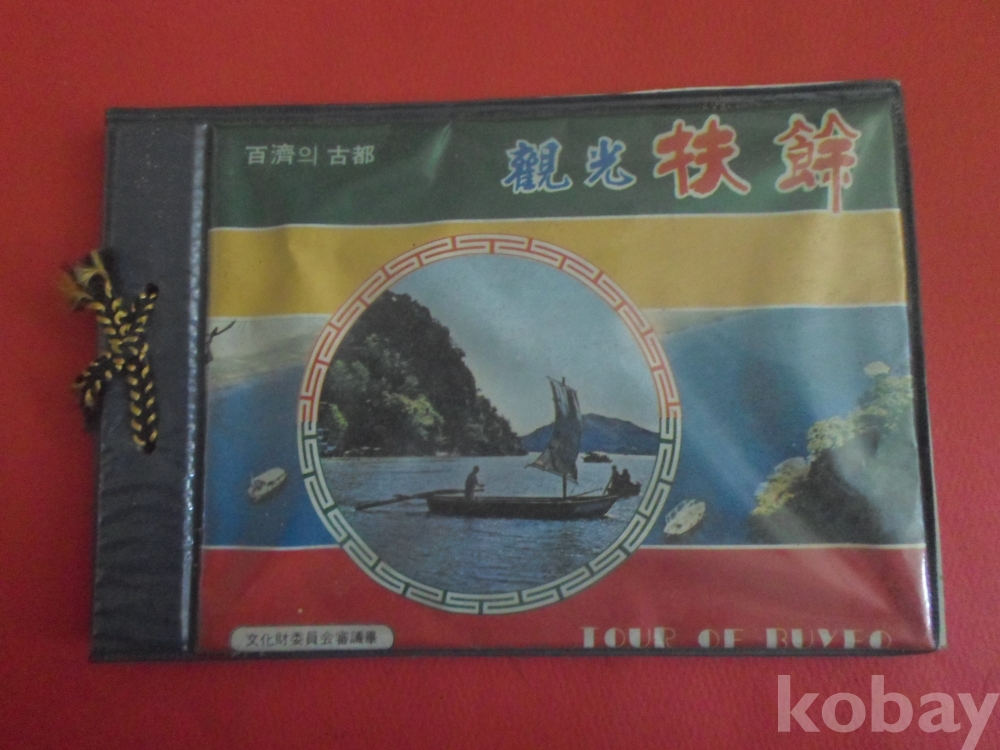 百濟의 古都
觀光 扶餘
文化財委員会審議畢
TOUR OF BUYEO
kobay